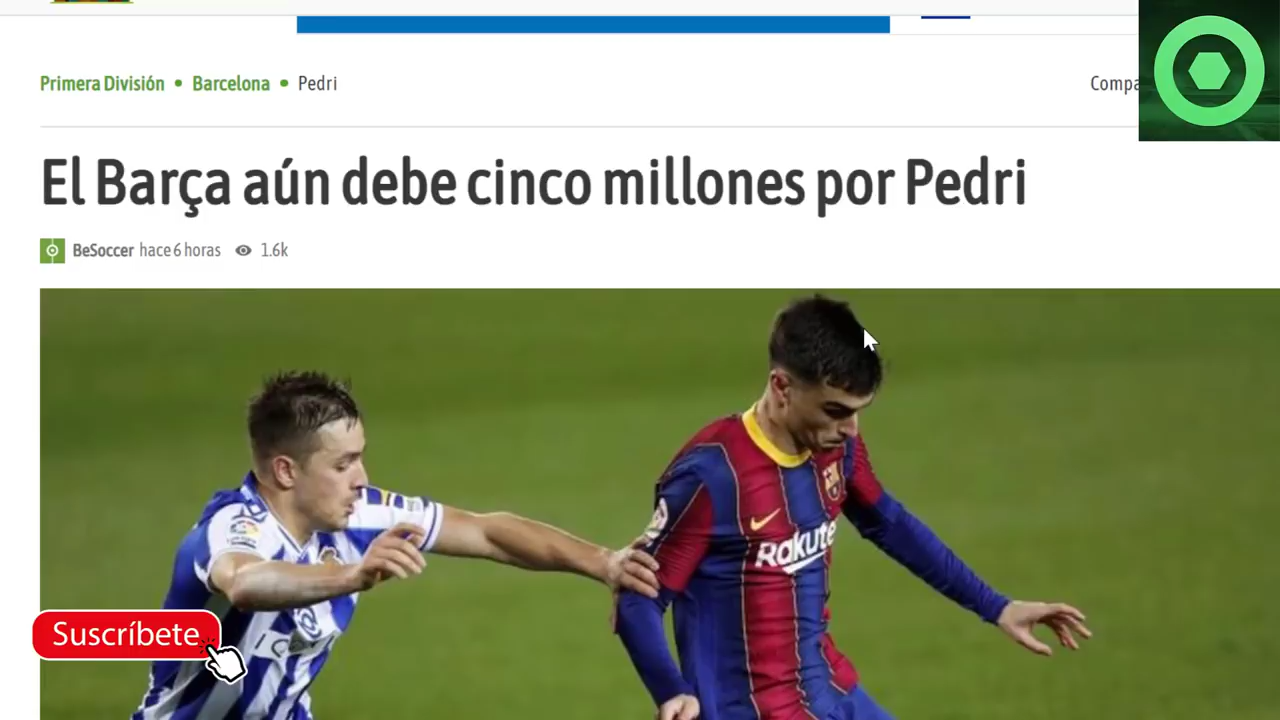 Primera División • Barcelona • Pedri
Compa
El Barça aún debe cinco millones por Pedri
BeSoccer hace 6 horas 1.6k
Rakute
Suscríbete